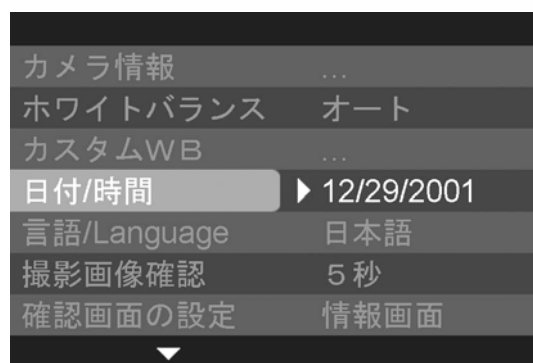 カメラ情報 ...
ホワイトバランス オート
カスタムWB ...
日付/時間 12/29/2001
言語/Language 日本語
撮影画像確認 5秒
確認画面の設定 情報画面